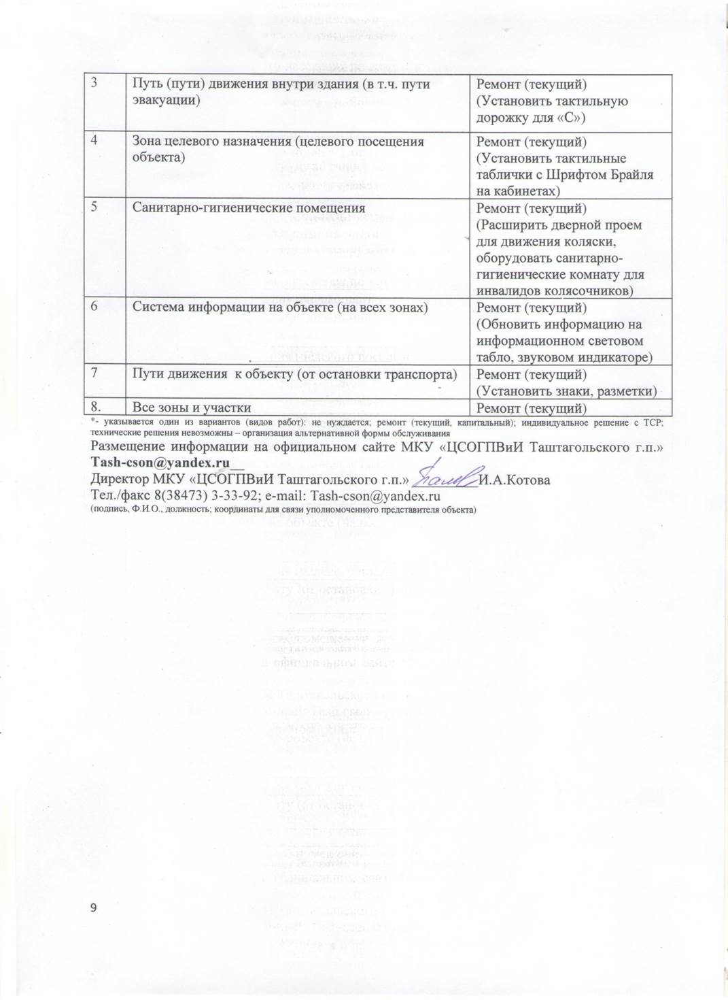 3 Путь (пути) движения внутри здания (в т.ч. пути эвакуации) Ремонт (текущий)
(Установить тактильную
дорожку для «С»)
4 Зона целевого назначения (целевого посещения объекта) Ремонт (текущий)
(Установить тактильные
таблички с Шрифтом Брайля
на кабинетах)
5 Санитарно-гигиенические помещения Ремонт (текущий)
(Расширить дверной проем
для движения коляски,
оборудовать санитарно-
гигиенические комнату для
инвалидов колясочников)
6 Система информации на объекте (на всех зонах) Ремонт (текущий)
(Обновить информацию на
информационном световом
табло, звуковом индикаторе)
7 Пути движения к объекту (от остановки транспорта) Ремонт (текущий)
(Установить знаки, разметки)
8. Все зоны и участки Ремонт (текущий)
*- указывается один из вариантов (видов работ): не нуждается; ремонт (текущий, капитальный); индивидуальное решение с ТСР;
технические решения невозможны – организация альтернативной формы обслуживания
Размещение информации на официальном сайте МКУ «ЦСОГПВиИ Таштагольского г.п.»
Tash-cson@yandex.ru__
Директор МКУ «ЦСОГПВиИ Таштагольского г.п.» _________И.А.Котова
Тел./факс 8(38473) 3-33-92; e-mail: Tash-cson@yandex.ru
(подпись, Ф.И.О., должность; координаты для связи уполномоченного представителя объекта)
9